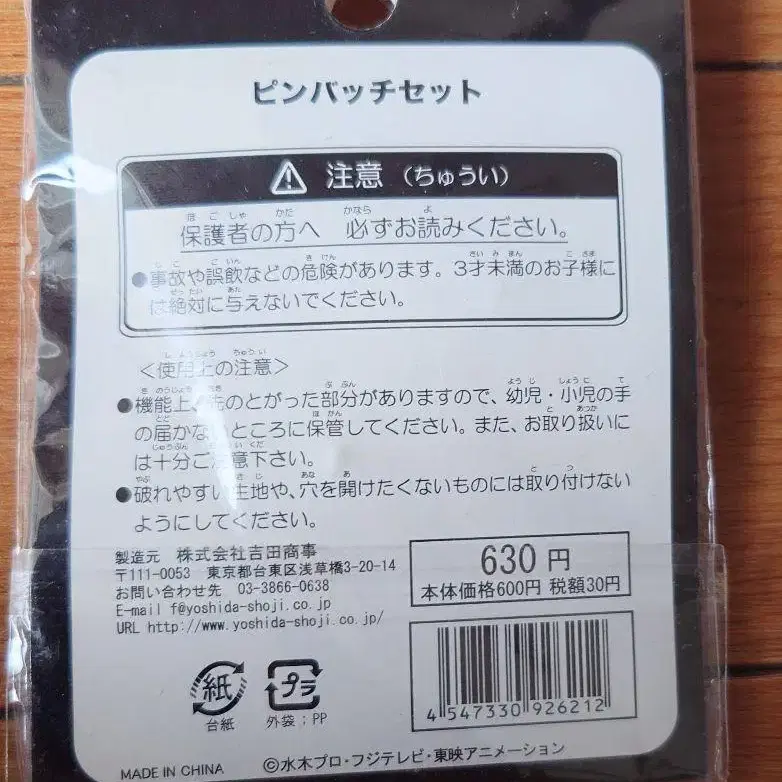 ピンバッチセット
注意（ちゅうい）
保護者の方へ　必ずお読みください。
●事故や誤飲などの危険があります。3才未満のお子様に
は絶対に与えないでください。
＜使用上の注意＞
●機能上、先のとがった部分がありますので、幼児・小児の手
の届かないところに保管してください。また、お取り扱いに
は十分ご注意下さい。
●破れやすい生地や、穴を開けたくないものには取り付けない
ようにしてください。
製造元　株式会社吉田商事
〒111-0053　東京都台東区浅草橋3-20-14
お問い合わせ先　03-3866-0638
E-mail f@yoshida-shoji.co.jp
URL http://www.yoshida-shoji.co.jp/
630円
本体価格600円 税額30円
4 547330 926212
紙
台紙
プラ
外袋：PP
MADE IN CHINA
©水木プロ・フジテレビ・東映アニメーション